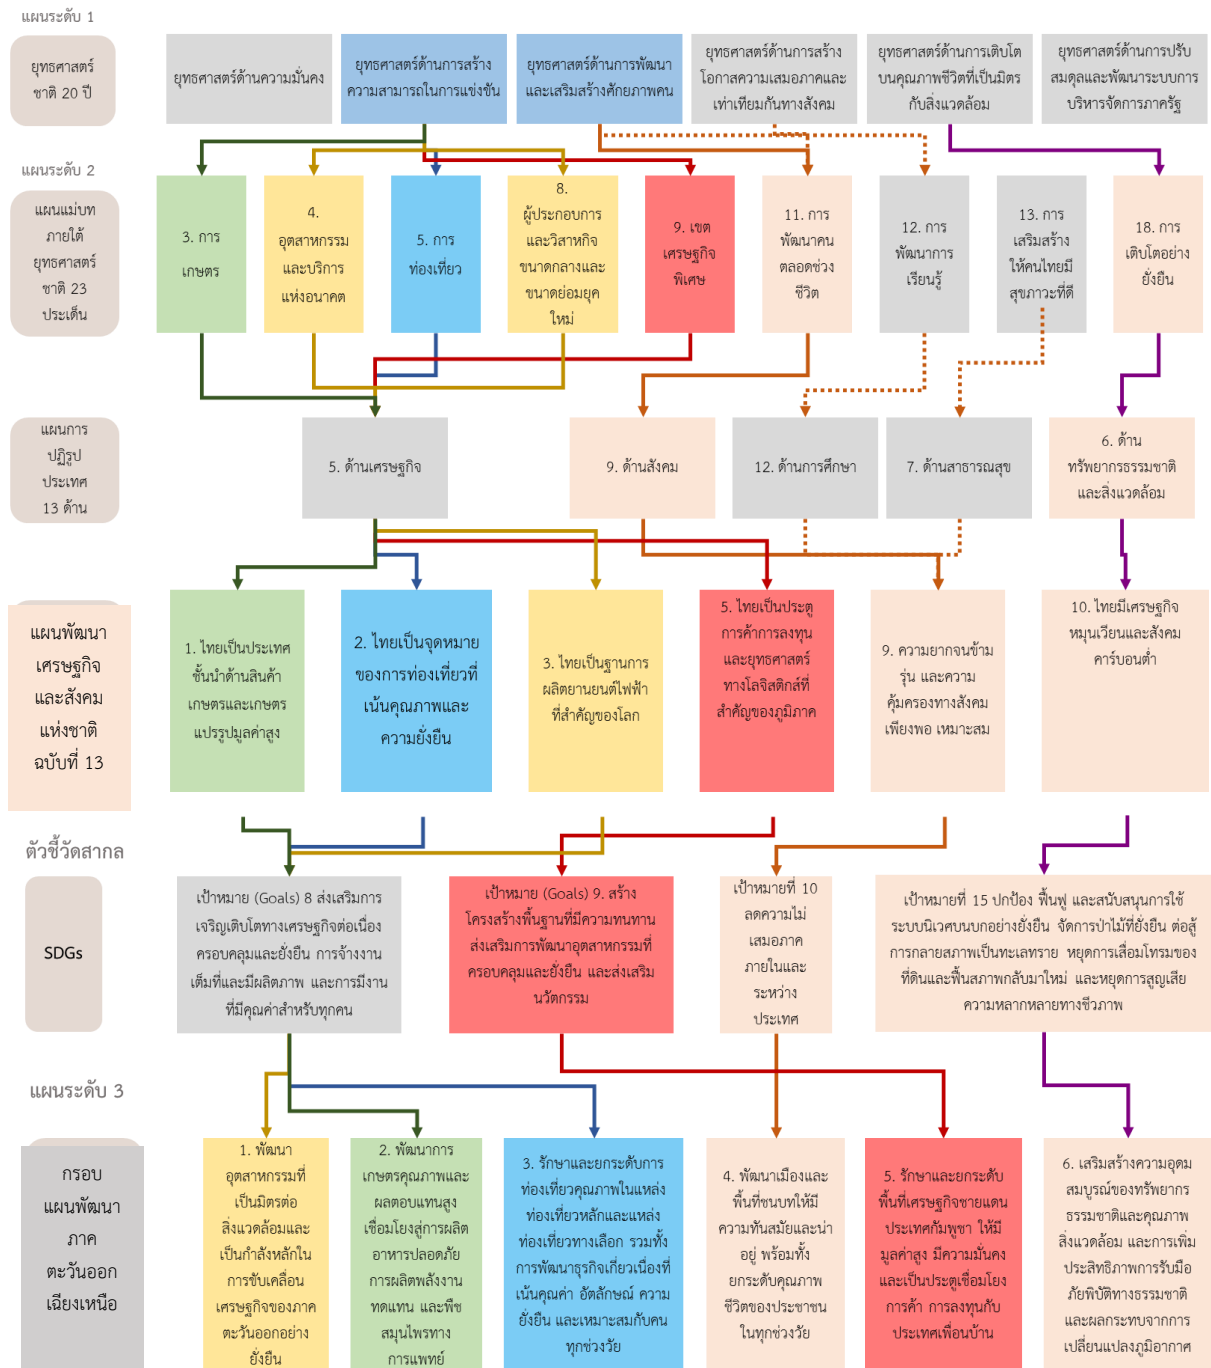 แผนระดับ 1
ยุทธศาสตร์
ชาติ 20 ปี
ยุทธศาสตร์ด้านความมั่นคง
ยุทธศาสตร์ด้านการสร้าง
ความสามารถในการแข่งขัน
ยุทธศาสตร์ด้านการพัฒนา
และเสริมสร้างศักยภาพคน
ยุทธศาสตร์ด้านการสร้าง
โอกาสความเสมอภาคและ
เท่าเทียมกันทางสังคม
ยุทธศาสตร์ด้านการเติบโต
บนคุณภาพชีวิตที่เป็นมิตร
กับสิ่งแวดล้อม
ยุทธศาสตร์ด้านการปรับ
สมดุลและพัฒนาระบบการ
บริหารจัดการภาครัฐ
แผนระดับ 2
แผนแม่บท
ภายใต้
ยุทธศาสตร์
ชาติ 23
ประเด็น
3. การ
เกษตร
4.
อุตสาหกรรม
และบริการ
แห่งอนาคต
5. การ
ท่องเที่ยว
8.
ผู้ประกอบการ
และวิสาหกิจ
ขนาดกลางและ
ขนาดย่อมยุค
ใหม่
9. เขต
เศรษฐกิจ
พิเศษ
11. การ
พัฒนาคน
ตลอดช่วง
ชีวิต
12. การ
พัฒนาการ
เรียนรู้
13. การ
เสริมสร้าง
ให้คนไทยมี
สุขภาวะที่ดี
18. การ
เติบโตอย่าง
ยั่งยืน
แผนการ
ปฏิรูป
ประเทศ
13 ด้าน
5. ด้านเศรษฐกิจ
9. ด้านสังคม
12. ด้านการศึกษา
7. ด้านสาธารณสุข
6. ด้าน
ทรัพยากรธรรมชาติ
และสิ่งแวดล้อม
แผนพัฒนา
เศรษฐกิจ
และสังคม
แห่งชาติ
ฉบับที่ 13
1. ไทยเป็นประเทศ
ชั้นนำด้านสินค้า
เกษตรและเกษตร
แปรรูปมูลค่าสูง
2. ไทยเป็นจุดหมาย
ของการท่องเที่ยวที่
เน้นคุณภาพและ
ความยั่งยืน
3. ไทยเป็นฐานการ
ผลิตยานยนต์ไฟฟ้า
ที่สำคัญของโลก
5. ไทยเป็นประตู
การค้าการลงทุน
และยุทธศาสตร์
ทางโลจิสติกส์ที่
สำคัญของภูมิภาค
9. ความยากจนข้าม
รุ่น และความ
คุ้มครองทางสังคม
เพียงพอ เหมาะสม
10. ไทยมีเศรษฐกิจ
หมุนเวียนและสังคม
คาร์บอนต่ำ
ตัวชี้วัดสากล
SDGs
เป้าหมาย (Goals) 8 ส่งเสริมการ
เจริญเติบโตทางเศรษฐกิจต่อเนื่อง
ครอบคลุมและยั่งยืน การจ้างงาน
เต็มที่และมีผลิตภาพ และการมีงาน
ที่มีคุณค่าสำหรับทุกคน
เป้าหมาย (Goals) 9. สร้าง
โครงสร้างพื้นฐานที่มีความทนทาน
ส่งเสริมการพัฒนาอุตสาหกรรมที่
ครอบคลุมและยั่งยืน และส่งเสริม
นวัตกรรม
เป้าหมายที่ 10
ลดความไม่
เสมอภาค
ภายในและ
ระหว่าง
ประเทศ
เป้าหมายที่ 15 ปกป้อง ฟื้นฟู และสนับสนุนการใช้
ระบบนิเวศบนบกอย่างยั่งยืน จัดการป่าไม้ที่ยั่งยืน ต่อสู้
การกลายสภาพเป็นทะเลทราย หยุดการเสื่อมโทรมของ
ที่ดินและฟื้นสภาพกลับมาใหม่ และหยุดการสูญเสีย
ความหลากหลายทางชีวภาพ
แผนระดับ 3
กรอบ
แผนพัฒนา
ภาค
ตะวันออก
เฉียงเหนือ
1. พัฒนา
อุตสาหกรรมที่
เป็นมิตรต่อ
สิ่งแวดล้อมและ
เป็นกำลังหลักใน
การขับเคลื่อน
เศรษฐกิจของภาค
ตะวันออกอย่าง
ยั่งยืน
2. พัฒนาการ
เกษตรคุณภาพและ
ผลตอบแทนสูง
เชื่อมโยงสู่การผลิต
อาหารปลอดภัย
การผลิตพลังงาน
ทดแทน และพืช
สมุนไพรทาง
การแพทย์
3. รักษาและยกระดับการ
ท่องเที่ยวคุณภาพในแหล่ง
ท่องเที่ยวหลักและแหล่ง
ท่องเที่ยวทางเลือก รวมทั้ง
การพัฒนาธุรกิจเกี่ยวเนื่องที่
เน้นคุณค่า อัตลักษณ์ ความ
ยั่งยืน และเหมาะสมกับคน
ทุกช่วงวัย
4. พัฒนาเมืองและ
พื้นที่ชนบทให้มี
ความทันสมัยและน่า
อยู่ พร้อมทั้ง
ยกระดับคุณภาพ
ชีวิตของประชาชน
ในทุกช่วงวัย
5. รักษาและยกระดับ
พื้นที่เศรษฐกิจชายแดน
ประเทศกัมพูชา ให้มี
มูลค่าสูง มีความมั่นคง
และเป็นประตูเชื่อมโยง
การค้า การลงทุนกับ
ประเทศเพื่อนบ้าน
6. เสริมสร้างความอุดม
สมบูรณ์ของทรัพยากร
ธรรมชาติและคุณภาพ
สิ่งแวดล้อม และการเพิ่ม
ประสิทธิภาพการรับมือ
ภัยพิบัติทางธรรมชาติ
และผลกระทบจากการ
เปลี่ยนแปลงภูมิอากาศ